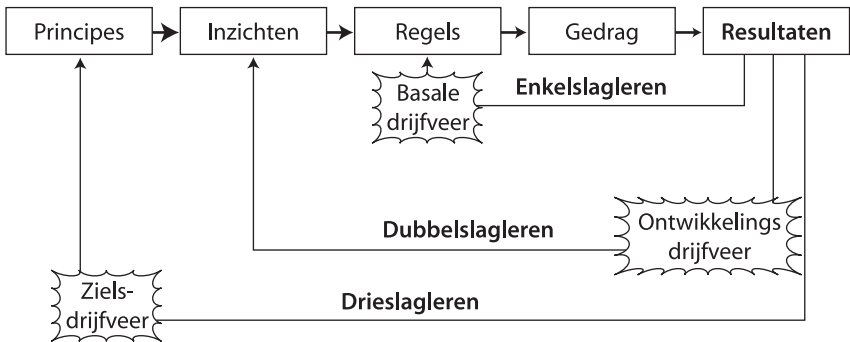 Principes
Inzichten
Regels
Gedrag
Resultaten
Basale
drijfveer
Enkelslagleren
Dubbelslagleren
Ontwikkelings
drijfveer
Ziels-
drijfveer
Drieslagleren